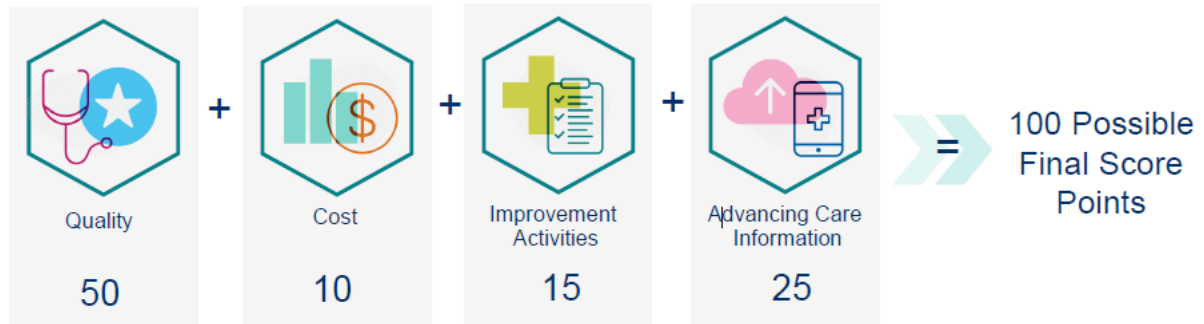 Quality
50
+
Cost
10
+
$
Improvement
Activities
15
+
Advancing Care
Information
25
=
100 Possible
Final Score
Points